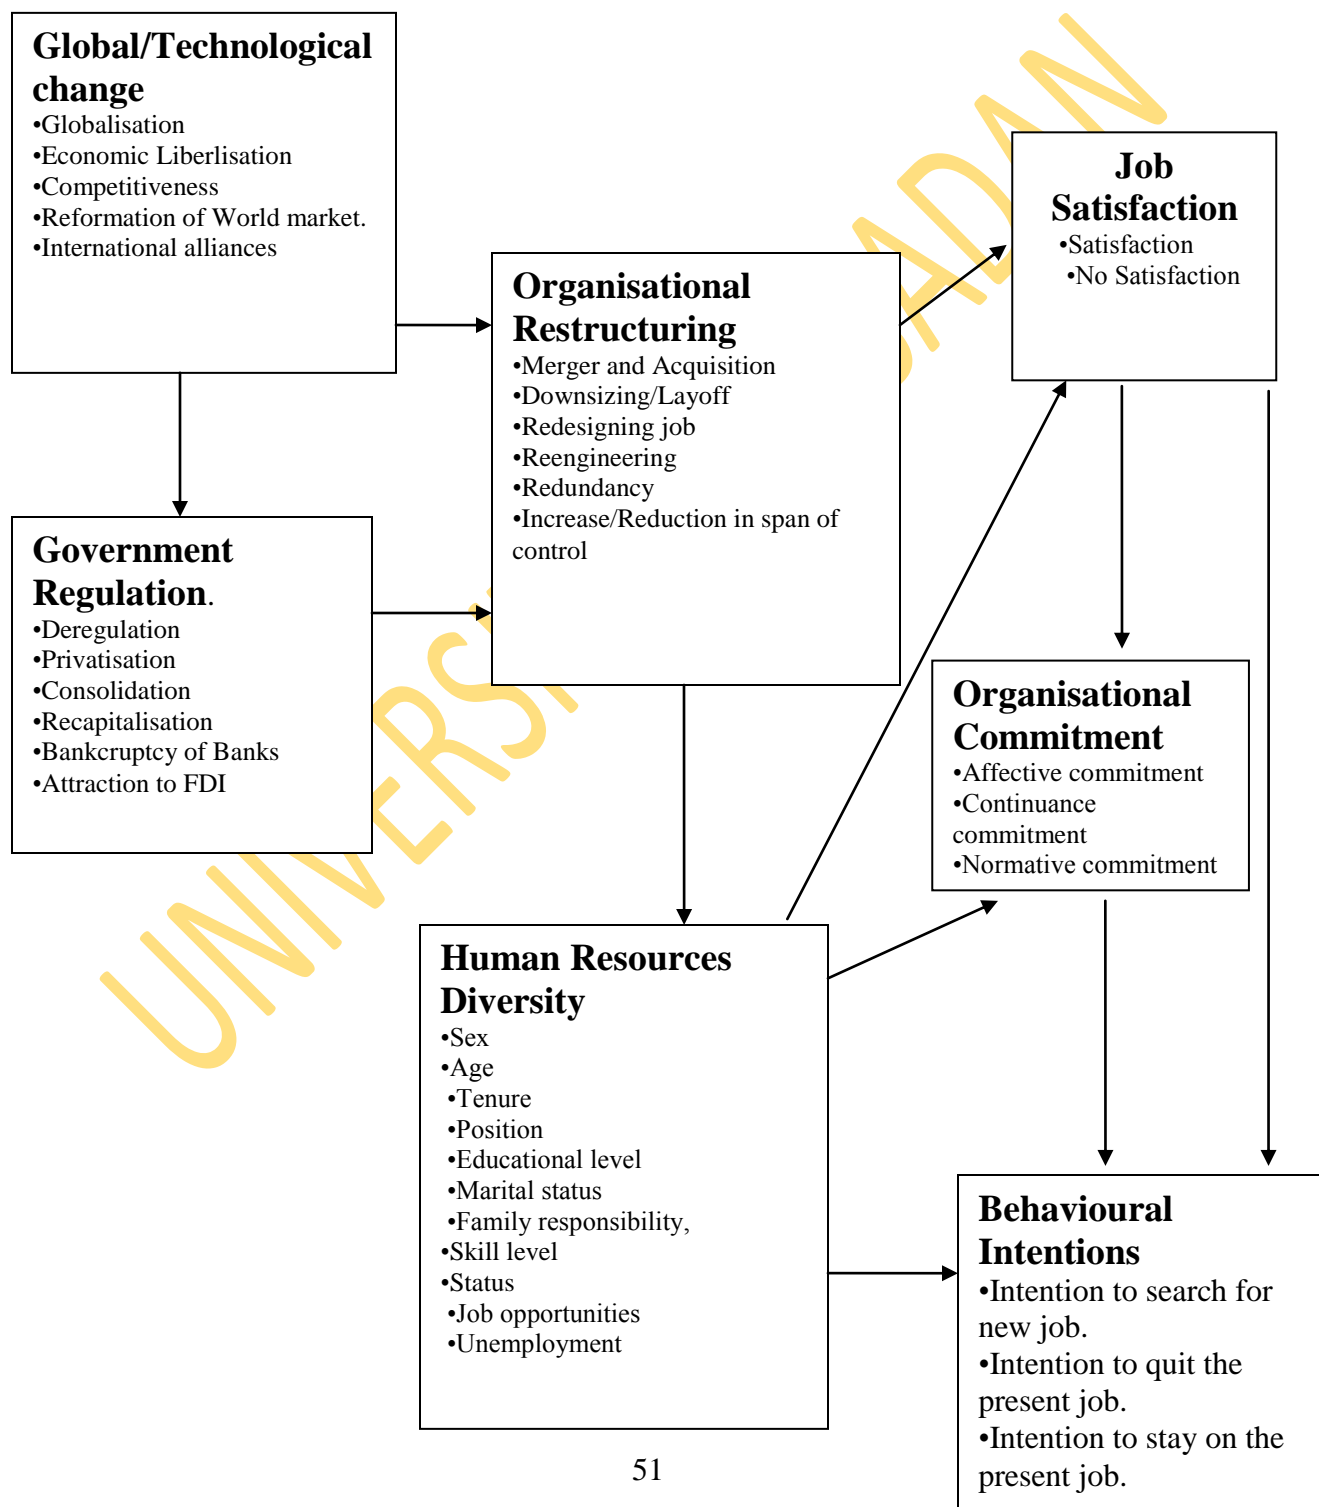 Global/Technological
change
•Globalisation
•Economic Liberlisation
•Competitiveness
•Reformation of World market.
•International alliances
Government
Regulation.
•Deregulation
•Privatisation
•Consolidation
•Recapitalisation
•Bankcruptcy of Banks
•Attraction to FDI
Organisational
Restructuring
•Merger and Acquisition
•Downsizing/Layoff
•Redesigning job
•Reengineering
•Redundancy
•Increase/Reduction in span of
control
Human Resources
Diversity
•Sex
•Age
•Tenure
•Position
•Educational level
•Marital status
•Family responsibility,
•Skill level
•Status
•Job opportunities
•Unemployment
Job
Satisfaction
•Satisfaction
•No Satisfaction
Organisational
Commitment
•Affective commitment
•Continuance
commitment
•Normative commitment
Behavioural
Intentions
•Intention to search for
new job.
•Intention to quit the
present job.
•Intention to stay on the
present job.
51